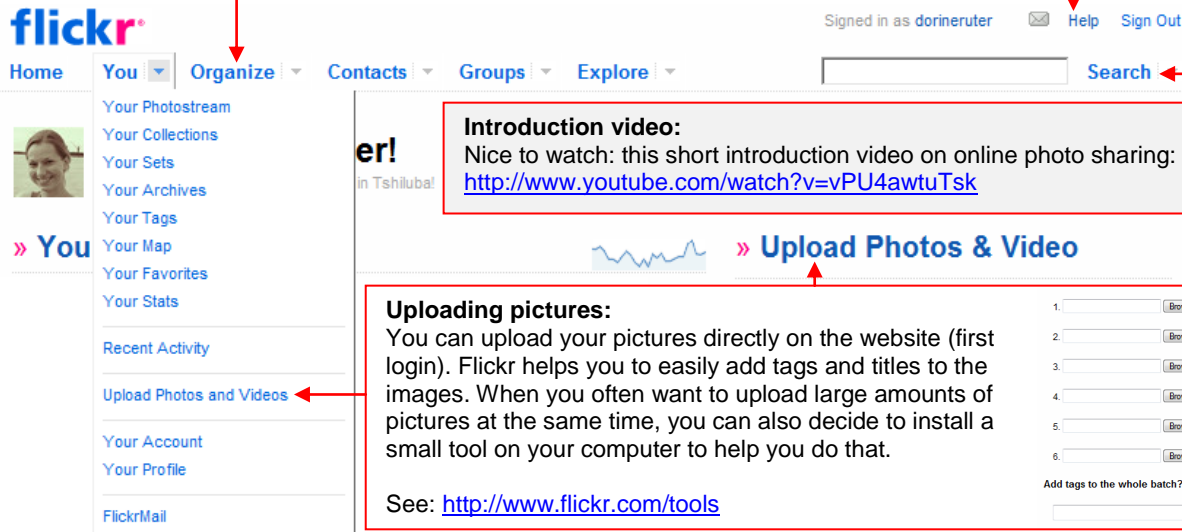 flickr
Signed in as dorineruter Help Sign Out
Home You Organize Contacts Groups Explore Search
Your Photostream
Your Collections
Your Sets
Your Archives
Your Tags
Your Map
Your Favorites
Your Stats
Recent Activity
Upload Photos and Videos
Your Account
Your Profile
FlickrMail
er!
in Tshiluba!
Introduction video:
Nice to watch: this short introduction video on online photo sharing:
http://www.youtube.com/watch?v=vPU4awtuTsk
» You
» Upload Photos & Video
Uploading pictures:
You can upload your pictures directly on the website (first
login). Flickr helps you to easily add tags and titles to the
images. When you often want to upload large amounts of
pictures at the same time, you can also decide to install a
small tool on your computer to help you do that.
See: http://www.flickr.com/tools
1. Brow
2. Brow
3. Brow
4. Brow
5. Brow
6. Brow
Add tags to the whole batch?